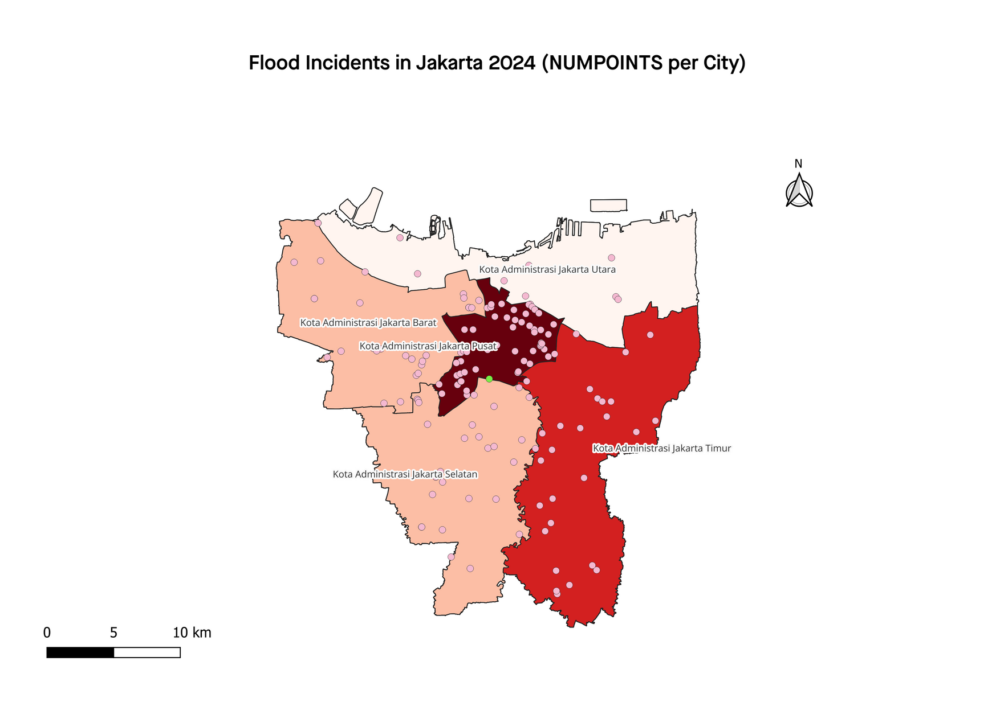 Flood Incidents in Jakarta 2024 (NUMPOINTS per City)
N
Kota Administrasi Jakarta Utara
Kota Administrasi Jakarta Barat
Kota Administrasi Jakarta Pusat
Kota Administrasi Jakarta Timur
Kota Administrasi Jakarta Selatan
0 5 10 km